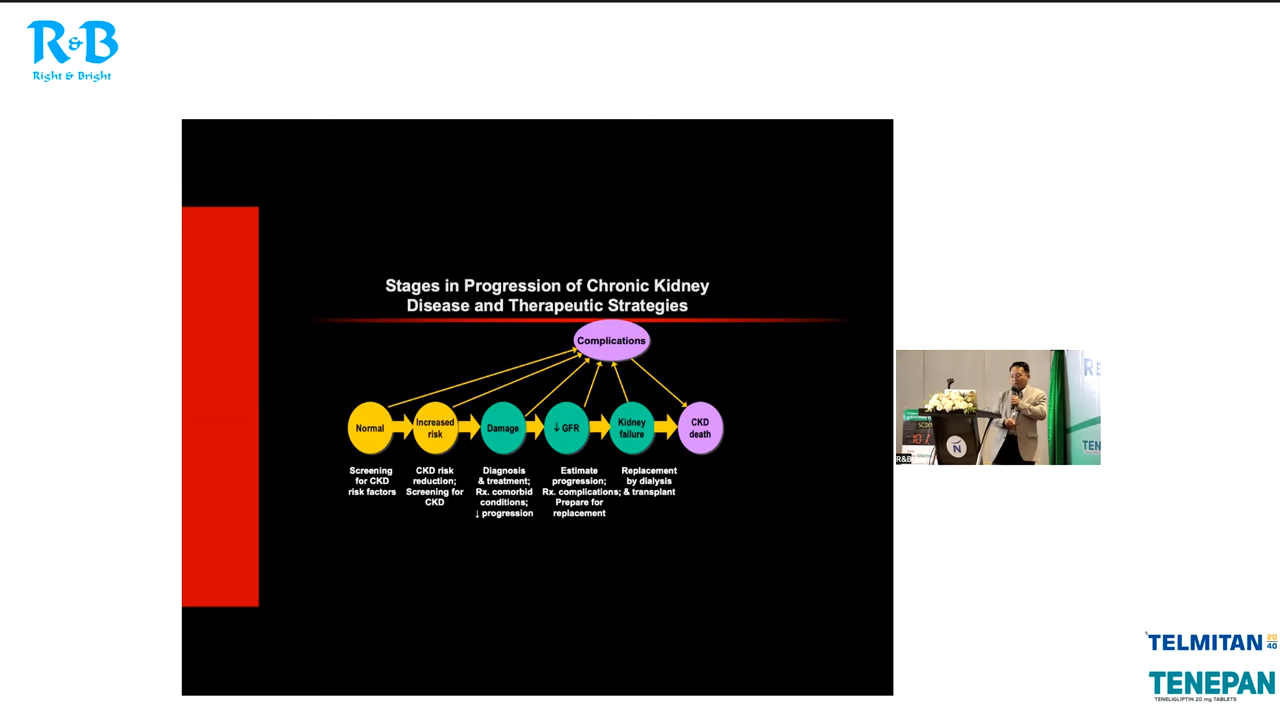 R&B
Right & Bright
Stages in Progression of Chronic Kidney
Disease and Therapeutic Strategies
Complications
Normal
Increased
risk
Damage
↓ GFR
Kidney
failure
CKD
death
Screening
for CKD
risk factors
CKD risk
reduction;
Screening for
CKD
Diagnosis
& treatment;
Rx. comorbid
conditions;
↓ progression
Estimate
progression;
Rx. complications;
Prepare for
replacement
Replacement
by dialysis
& transplant
R&B
TELMITAN 20
40
TENEPAN
TENELIGLIPTIN 20 mg TABLETS